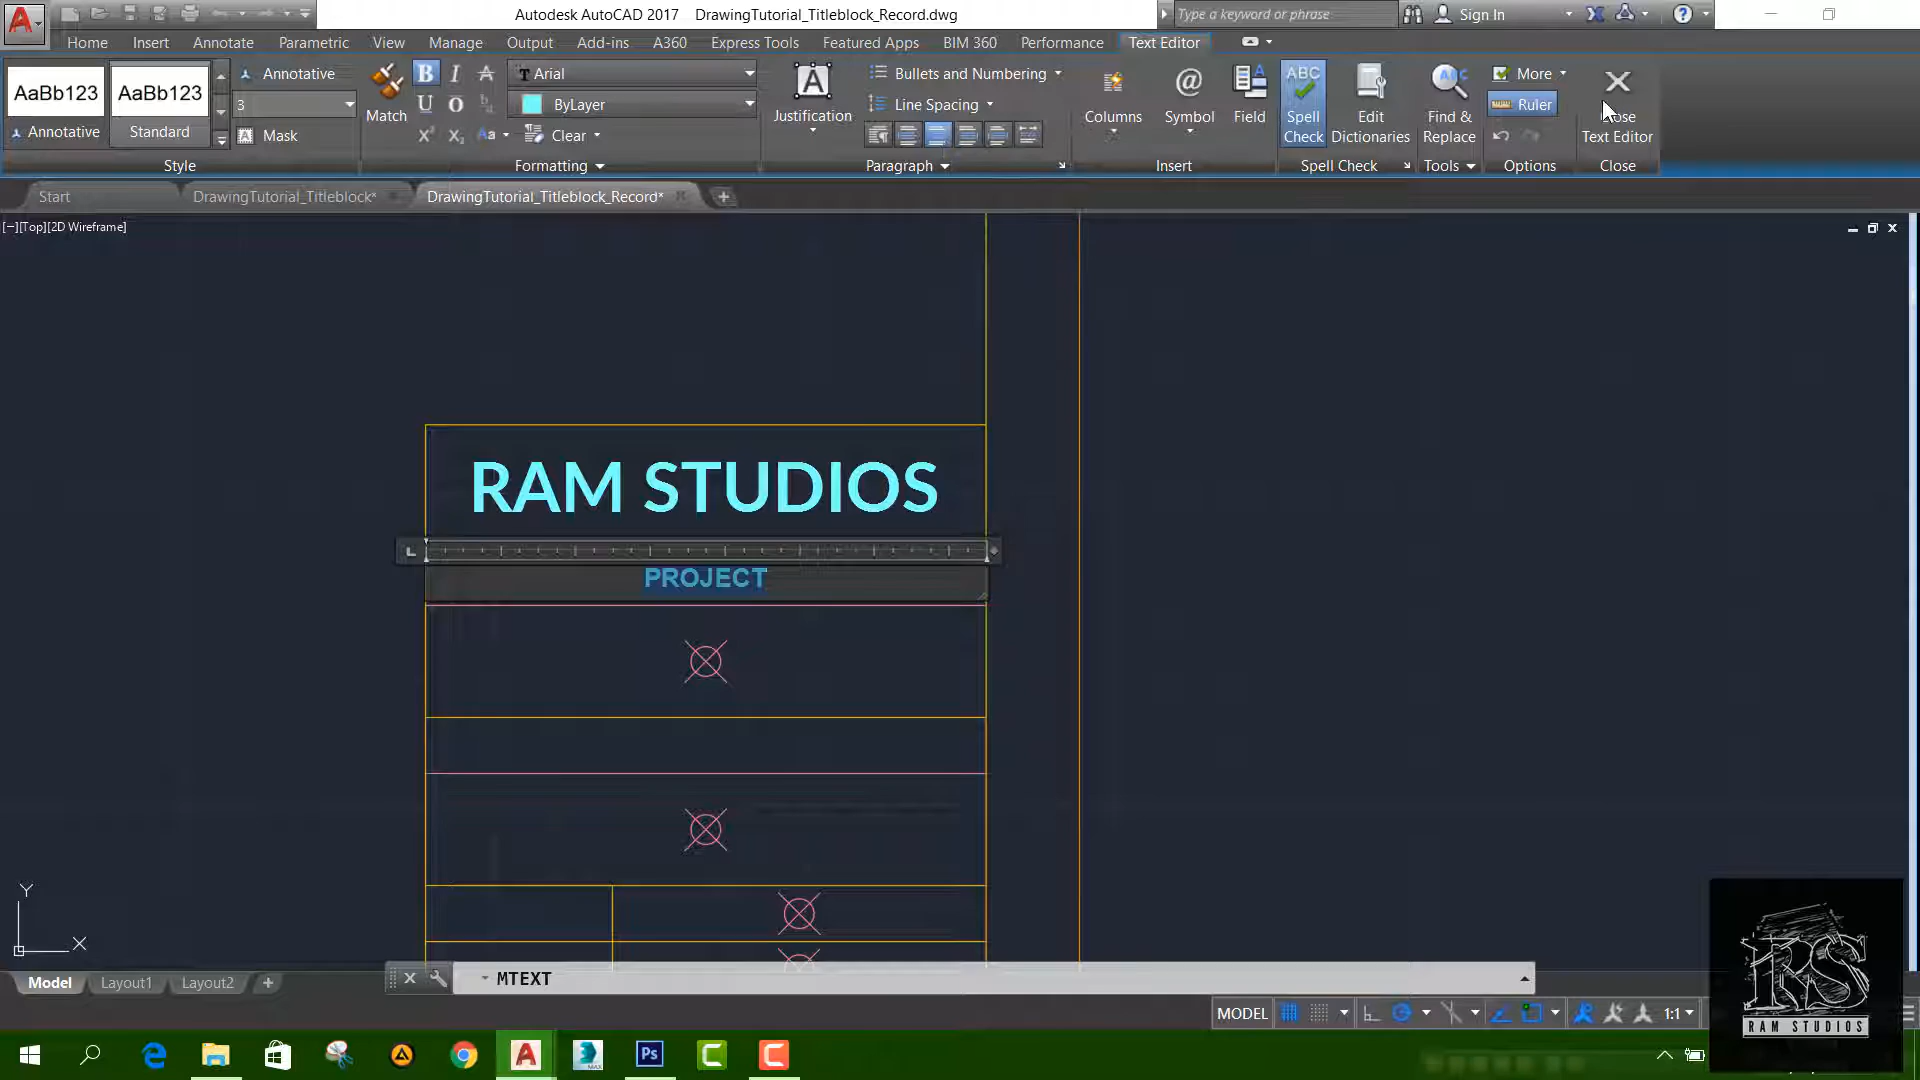 Autodesk AutoCAD 2017 DrawingTutorial_Titleblock_Record.dwg
Type a keyword or phrase
Sign In
Home Insert Annotate Parametric View Manage Output Add-ins A360 Express Tools Featured Apps BIM 360 Performance Text Editor
AaBb123 AaBb123 Annotative
Annotative Standard
3
Mask
Style
Match
B I A
U O
Arial
ByLayer
Clear
Formatting
Justification
Bullets and Numbering
Line Spacing
Paragraph
Columns
Symbol
Field
Insert
ABC
Spell
Check
Edit
Dictionaries
Spell Check
ABC
Find &
Replace
Tools
More
Ruler
Options
Text Editor
Close
Start DrawingTutorial_Titleblock* DrawingTutorial_Titleblock_Record*
[−][Top][2D Wireframe]
RAM STUDIOS
PROJECT
Y
X
MTEXT
Model Layout1 Layout2 +
MODEL 1:1
Ps
RS
RAM STUDIOS